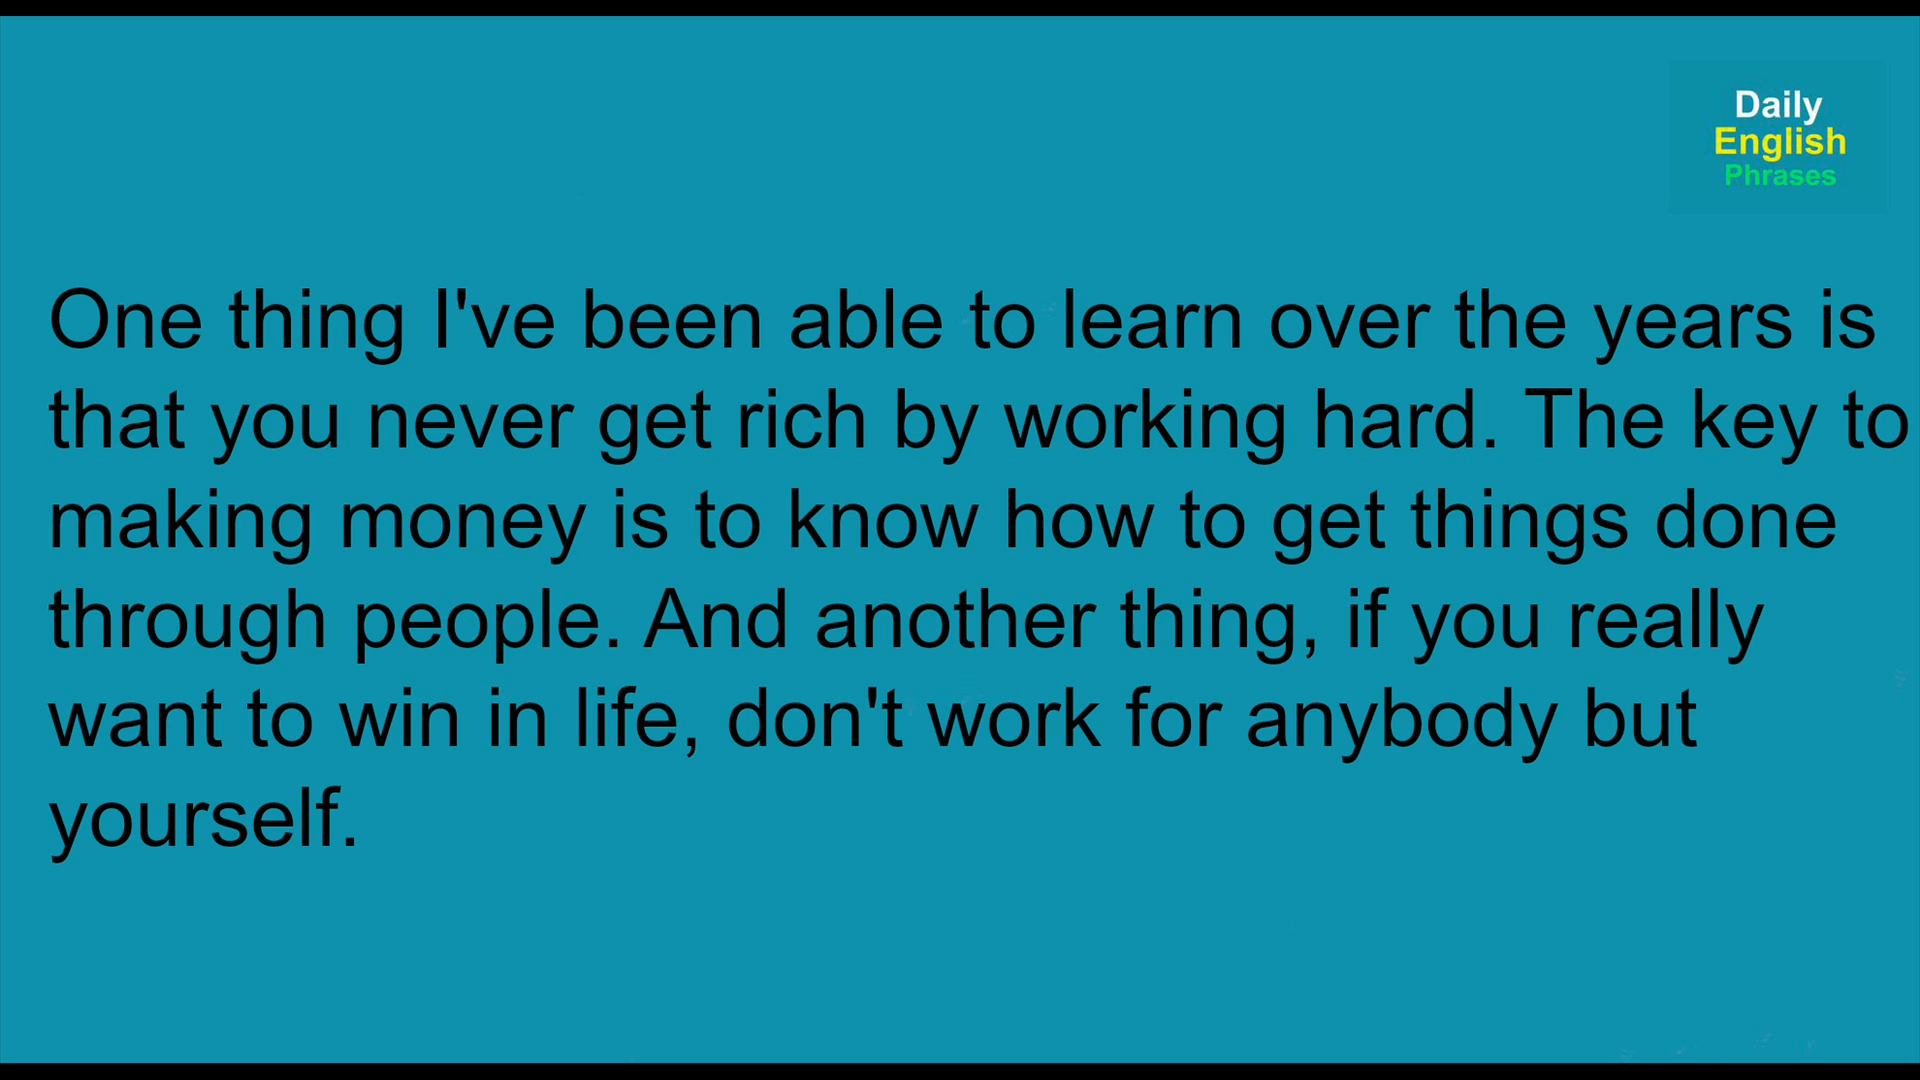 Daily
English
Phrases
One thing I've been able to learn over the years is
that you never get rich by working hard. The key to
making money is to know how to get things done
through people. And another thing, if you really
want to win in life, don't work for anybody but
yourself.